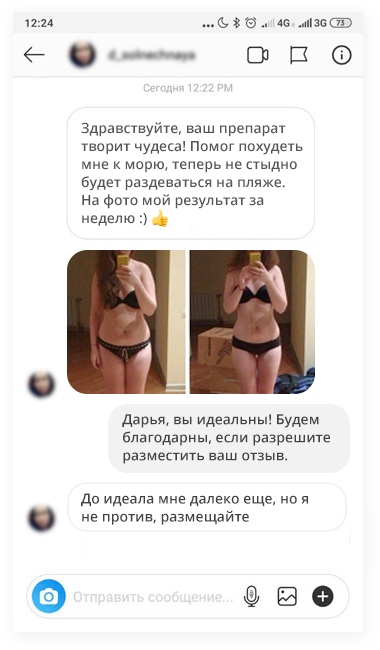 12:24
4G 3G 73
Сегодня 12:22 PM
Здравствуйте, ваш препарат
творит чудеса! Помог похудеть
мне к морю, теперь не стыдно
будет раздеваться на пляже.
На фото мой результат за
неделю :) 👍
Дарья, вы идеальны! Будем
благодарны, если разрешите
разместить ваш отзыв.
До идеала мне далеко еще, но я
не против, размещайте
Отправить сообщение...